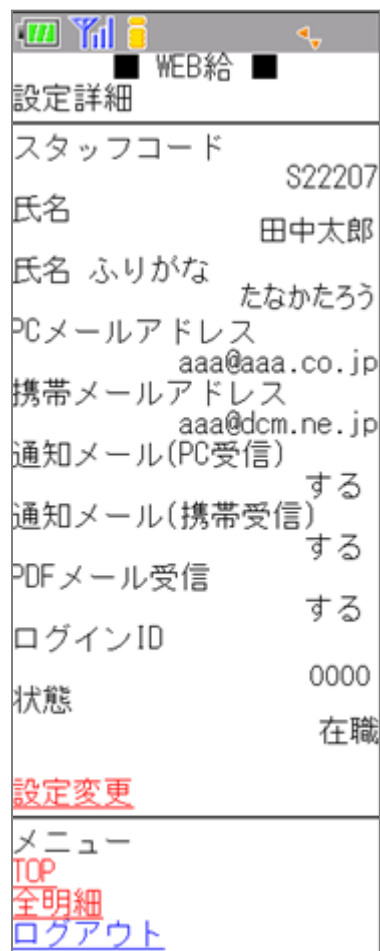 ■ WEB給 ■
設定詳細
スタッフコード
S22207
氏名
田中太郎
氏名 ふりがな
たなかたろう
PCメールアドレス
aaa@aaa.co.jp
携帯メールアドレス
aaa@dcm.ne.jp
通知メール(PC受信)
する
通知メール(携帯受信)
する
PDFメール受信
する
ログインID
0000
状態
在職
設定変更
メニュー
TOP
全明細
ログアウト